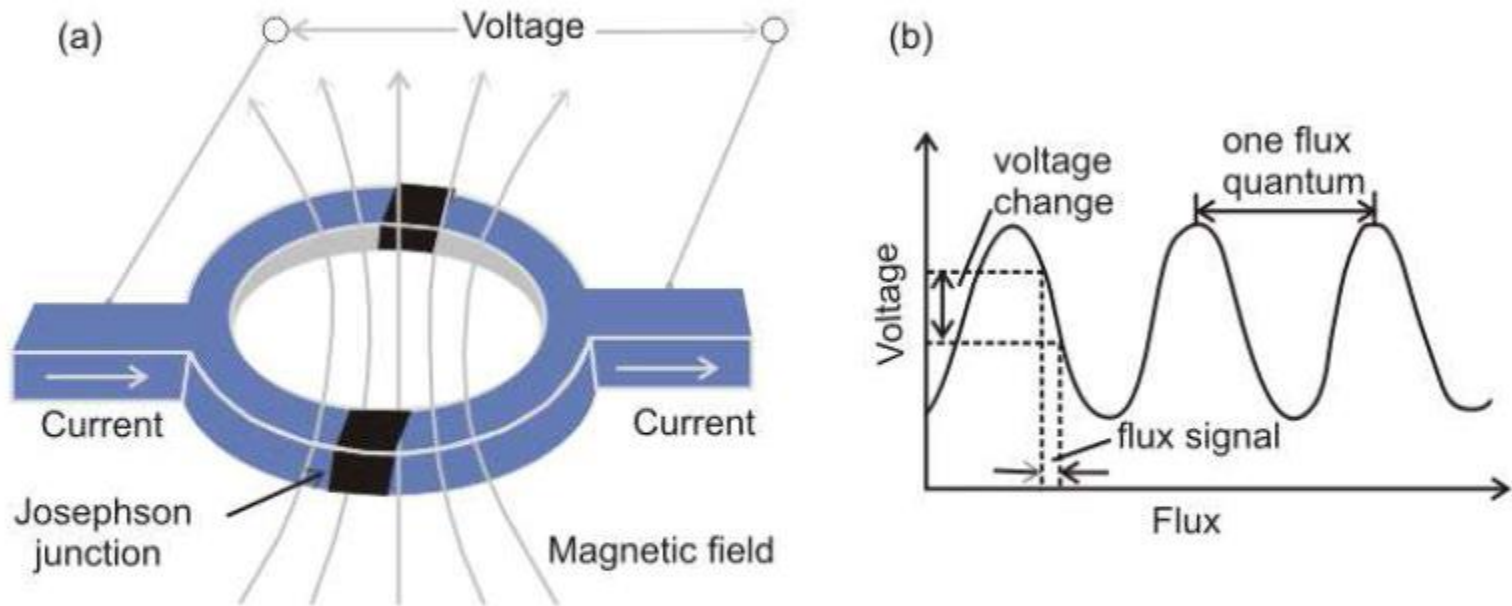 (a)
Voltage
Current
Current
Josephson
junction
Magnetic field
(b)
voltage
change
one flux
quantum
Voltage
flux signal
Flux